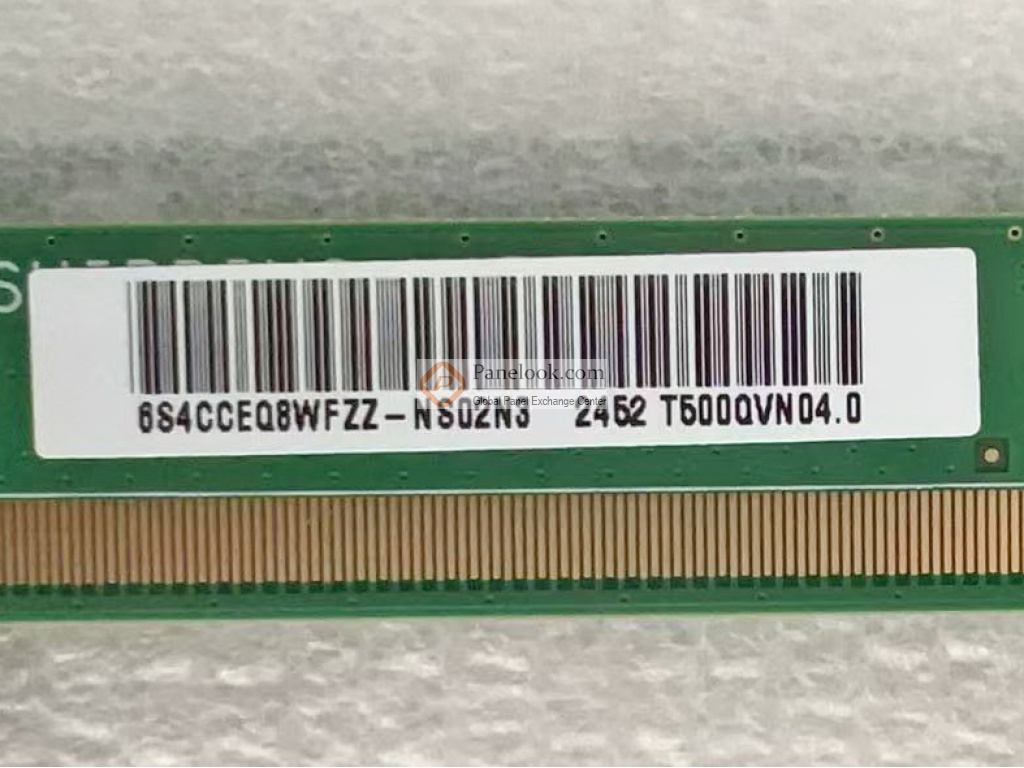 Panelook.com
Global Panel Exchange Center
6S4CCEQ8WFZZ-NS02N3 2452 T500QVN04.0